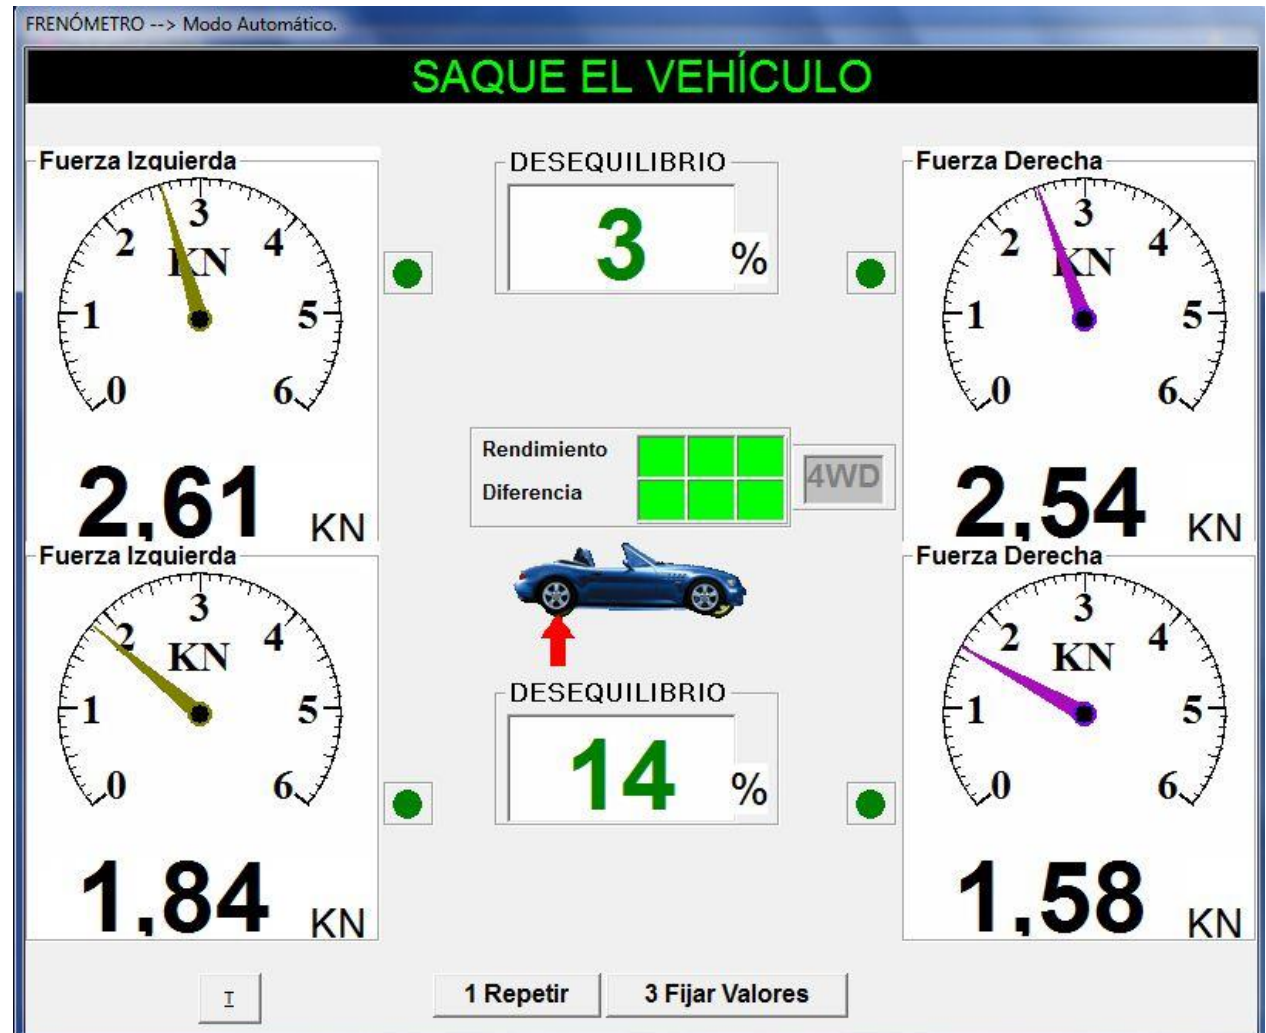 FRENÓMETRO --> Modo Automático.
SAQUE EL VEHÍCULO
Fuerza Izquierda
0 1 2 3 4 5 6
KN
2,61 KN
DESEQUILIBRIO
3 %
Fuerza Derecha
0 1 2 3 4 5 6
KN
2,54 KN
Rendimiento
Diferencia
4WD
Fuerza Izquierda
0 1 2 3 4 5 6
KN
1,84 KN
DESEQUILIBRIO
14 %
Fuerza Derecha
0 1 2 3 4 5 6
KN
1,58 KN
T
1 Repetir
3 Fijar Valores